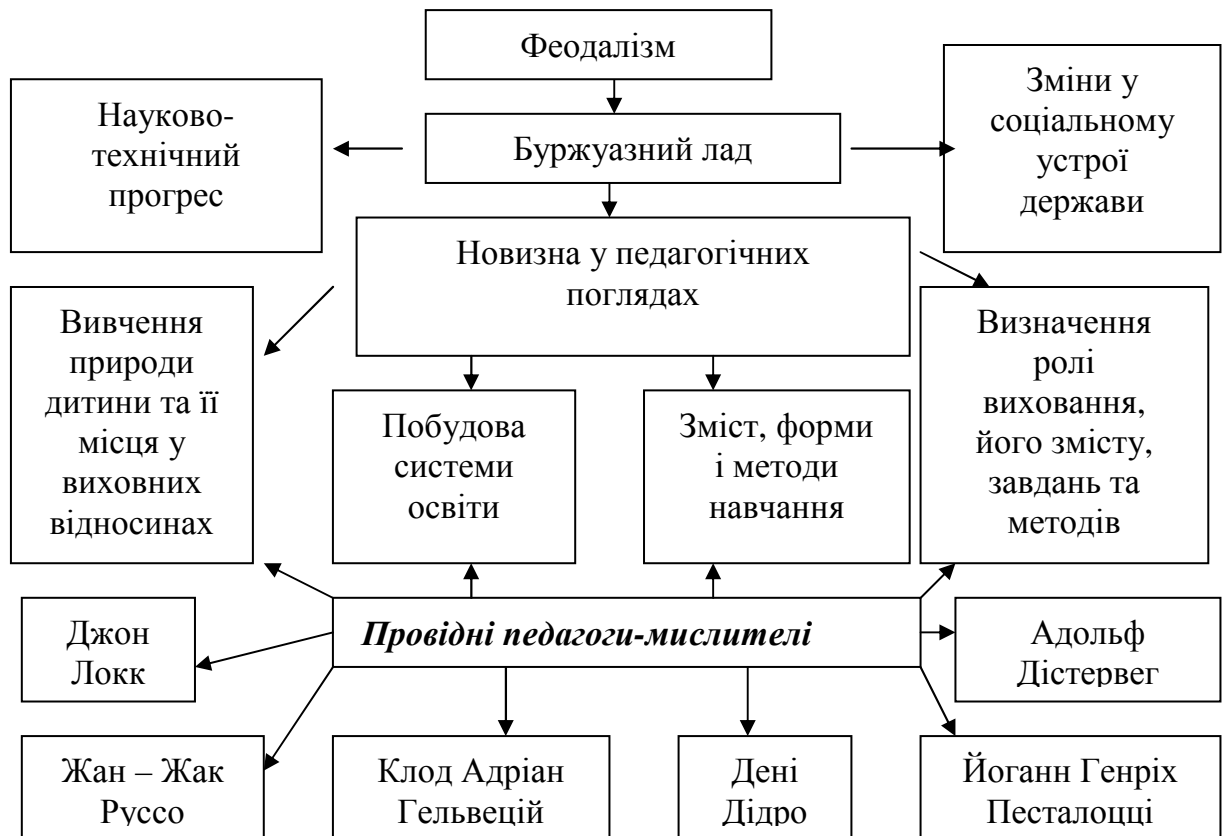 Феодалізм
Науково-
технічний
прогрес
Буржуазний лад
Зміни у
соціальному
устрої
держави
Новизна у педагогічних
поглядах
Вивчення
природи
дитини та її
місця у
виховних
відносинах
Побудова
системи
освіти
Зміст, форми
і методи
навчання
Визначення
ролі
виховання,
його змісту,
завдань та
методів
Провідні педагоги-мислителі
Джон
Локк
Адольф
Дістервег
Жан – Жак
Руссо
Клод Адріан
Гельвецій
Дені
Дідро
Йоганн Генріх
Песталоцці